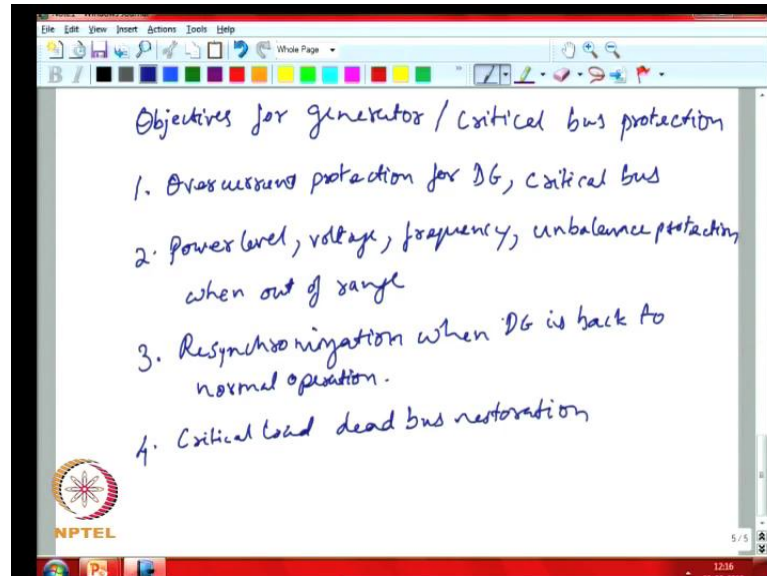 File Edit View Insert Actions Tools Help
Whole Page
B I
Objectives for generator / Critical bus protection
1. Overcurrent protection for DG, Critical bus
2. Power level, voltage, frequency, unbalance protection
when out of range
3. Resynchronization when DG is back to
normal operation.
4. Critical load dead bus restoration
NPTEL
5/5
12:16